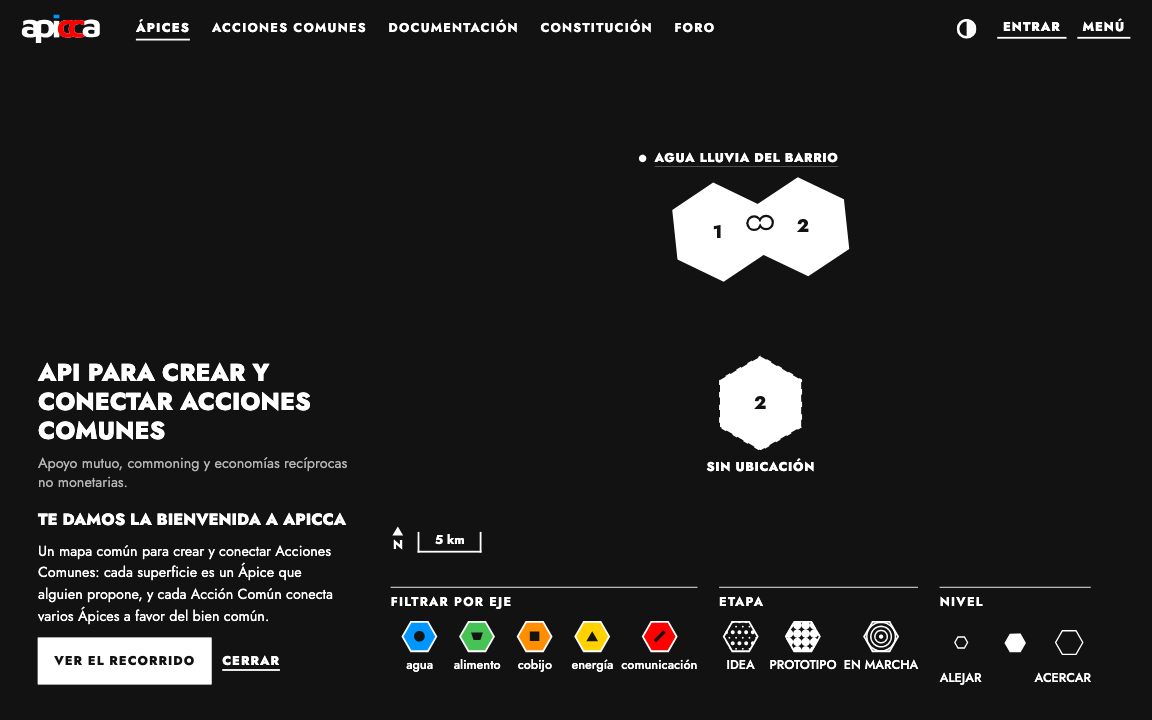 apicca
ÁPICES
ACCIONES COMUNES
DOCUMENTACIÓN
CONSTITUCIÓN
FORO
ENTRAR
MENÚ
AGUA LLUVIA DEL BARRIO
1
2
2
SIN UBICACIÓN
API PARA CREAR Y
CONECTAR ACCIONES
COMUNES
Apoyo mutuo, commoning y economías recíprocas
no monetarias.
TE DAMOS LA BIENVENIDA A APICCA
Un mapa común para crear y conectar Acciones
Comunes: cada superficie es un Ápice que
alguien propone, y cada Acción Común conecta
varios Ápices a favor del bien común.
VER EL RECORRIDO
CERRAR
N
5 km
FILTRAR POR EJE
agua
alimento
cobijo
energía
comunicación
ETAPA
IDEA
PROTOTIPO
EN MARCHA
NIVEL
ALEJAR
ACERCAR